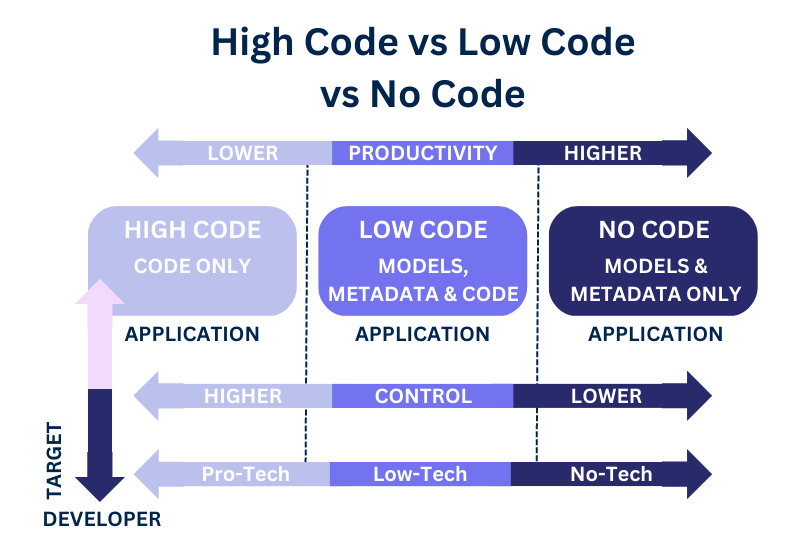 High Code vs Low Code
vs No Code
LOWER PRODUCTIVITY HIGHER
HIGH CODE
CODE ONLY
LOW CODE
MODELS,
METADATA & CODE
NO CODE
MODELS &
METADATA ONLY
APPLICATION APPLICATION APPLICATION
HIGHER CONTROL LOWER
Pro-Tech Low-Tech No-Tech
TARGET
DEVELOPER